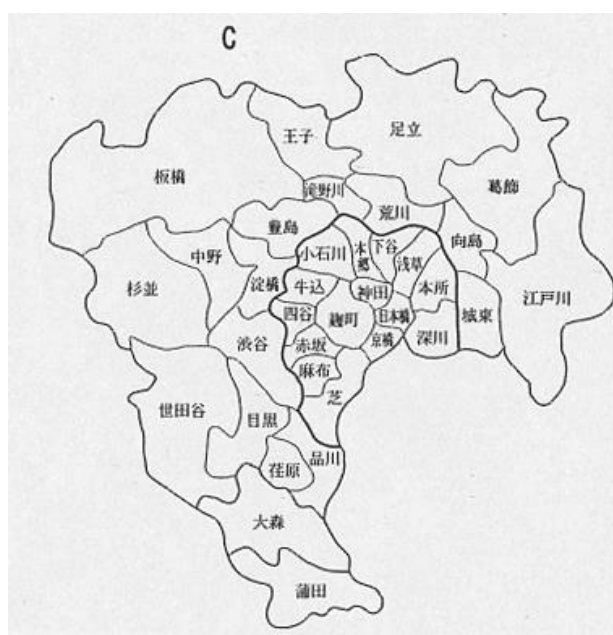 C
王子
足立
板橋
滝野川
葛飾
荒川
豊島
向島
小石川
本郷
下谷
浅草
中野
淀橋
牛込
神田
本所
杉並
四谷
麹町
日本橋
城東
江戸川
渋谷
赤坂
京橋
深川
麻布
芝
世田谷
目黒
品川
荏原
大森
蒲田